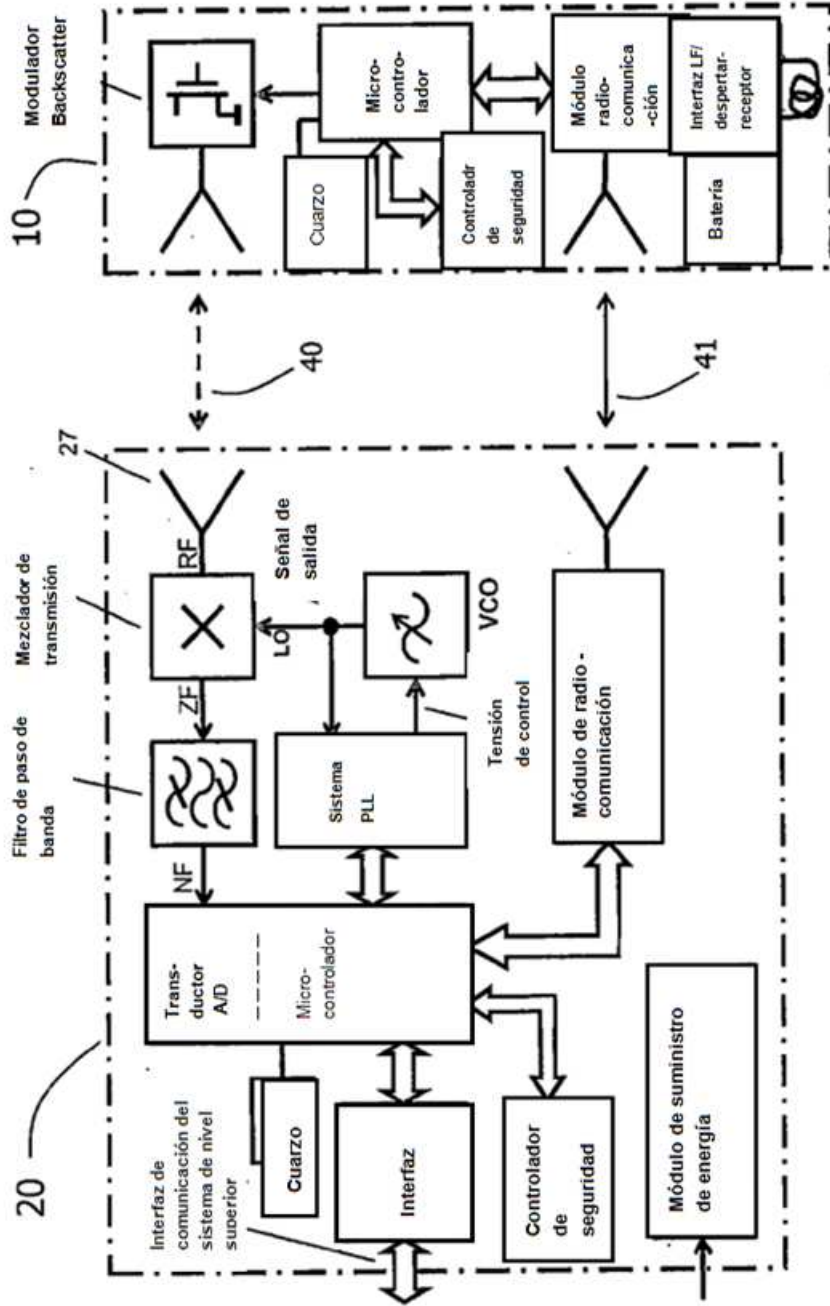 20
Interfaz de
comunicación del
sistema de nivel
superior
Filtro de paso de
banda
Mezclador de
transmisión
27
Trans-
ductor
A/D
Micro-
controlador
NF
ZF
RF
LO
Señal de
salida
Cuarzo
Interfaz
Sistema
PLL
VCO
Tensión
de control
Controlador
de
seguridad
Módulo de radio -
comunicación
Módulo de suministro
de energía
40
41
10
Modulador
Backscatter
Micro-
contro-
lador
Cuarzo
Controladr
de
seguridad
Módulo
radio-
comunica
-ción
Batería
Interfaz LF/
despertar-
receptor